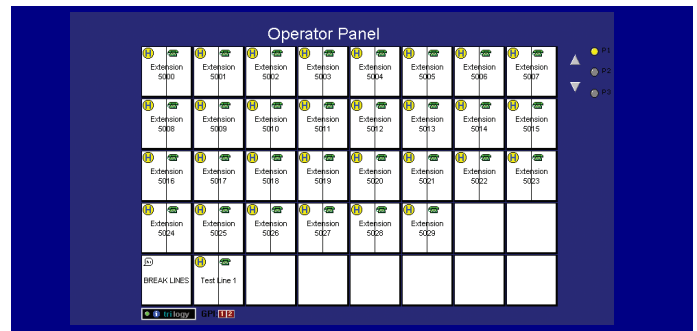 Operator Panel
H H H H H H H H P1
Extension Extension Extension Extension Extension Extension Extension Extension
5000 5001 5002 5003 5004 5005 5006 5007
P2
P3
H H H H H H H H
Extension Extension Extension Extension Extension Extension Extension Extension
5008 5009 5010 5011 5012 5013 5014 5015
H H H H H H H H
Extension Extension Extension Extension Extension Extension Extension Extension
5016 5017 5018 5019 5020 5021 5022 5023
H H H H H H
Extension Extension Extension Extension Extension Extension
5024 5025 5026 5027 5028 5029
H
BREAK LINES Test Line 1
trilogy GPI: 1 2